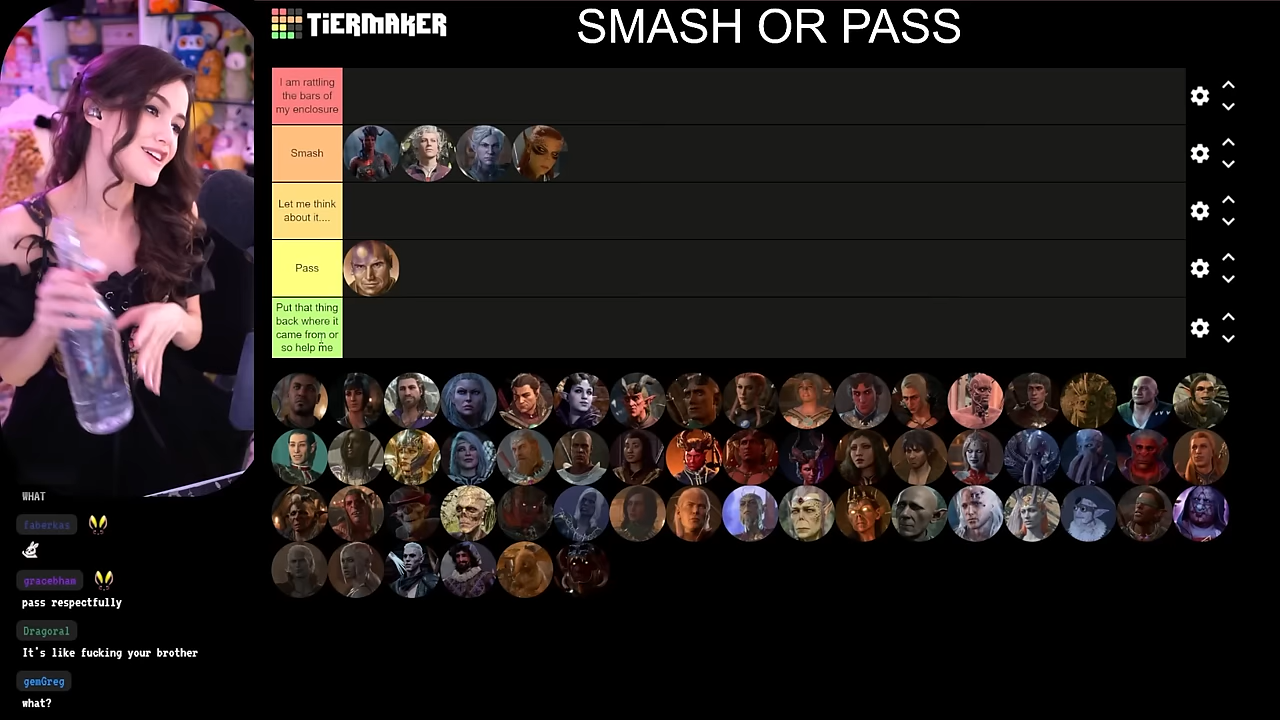 TiERMAKER
SMASH OR PASS
I am rattling
the bars of
my enclosure
Smash
Let me think
about it....
Pass
Put that thing
back where it
came from or
so help me
WHAT
faberkas
gracebham
pass respectfully
Dragoral
It's like fucking your brother
gemGreg
what?